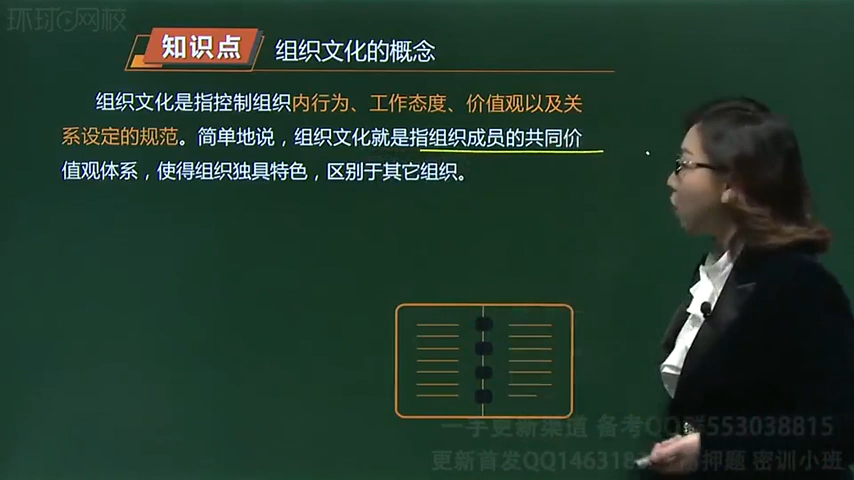 环球网校
知识点 组织文化的概念
组织文化是指控制组织内行为、工作态度、价值观以及关
系设定的规范。简单地说，组织文化就是指组织成员的共同价
值观体系，使得组织独具特色，区别于其它组织。
一手更新渠道 备考QQ群553038815
更新首发QQ14631 押题 密训小班